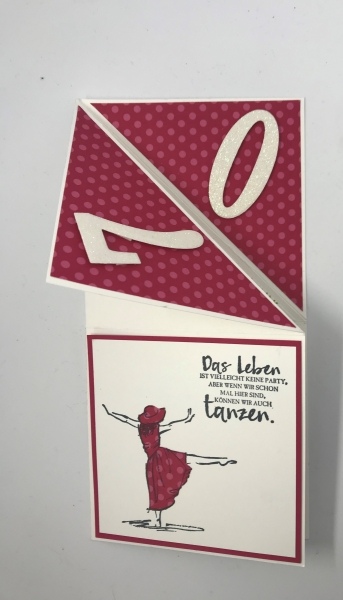 70
Das Leben
IST VIELLEICHT KEINE PARTY,
ABER WENN WIR SCHON
MAL HIER SIND,
KÖNNEN WIR AUCH
tanzen.